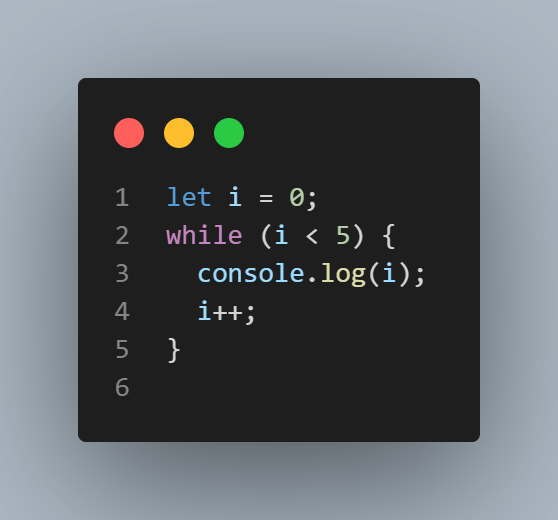 1 let i = 0;
2 while (i < 5) {
3   console.log(i);
4   i++;
5 }
6